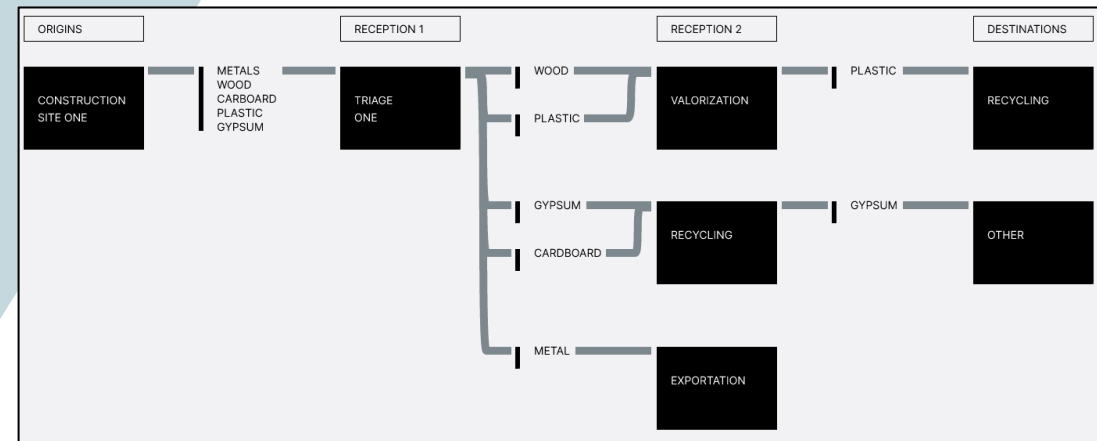 ORIGINS
RECEPTION 1
RECEPTION 2
DESTINATIONS
CONSTRUCTION
SITE ONE
METALS
WOOD
CARBOARD
PLASTIC
GYPSUM
TRIAGE
ONE
WOOD
PLASTIC
VALORIZATION
PLASTIC
RECYCLING
GYPSUM
CARDBOARD
RECYCLING
GYPSUM
OTHER
METAL
EXPORTATION